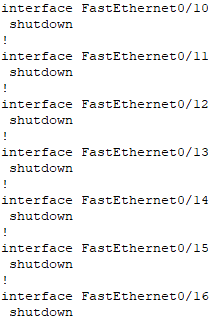 interface FastEthernet0/10
 shutdown
!
interface FastEthernet0/11
 shutdown
!
interface FastEthernet0/12
 shutdown
!
interface FastEthernet0/13
 shutdown
!
interface FastEthernet0/14
 shutdown
!
interface FastEthernet0/15
 shutdown
!
interface FastEthernet0/16
 shutdown